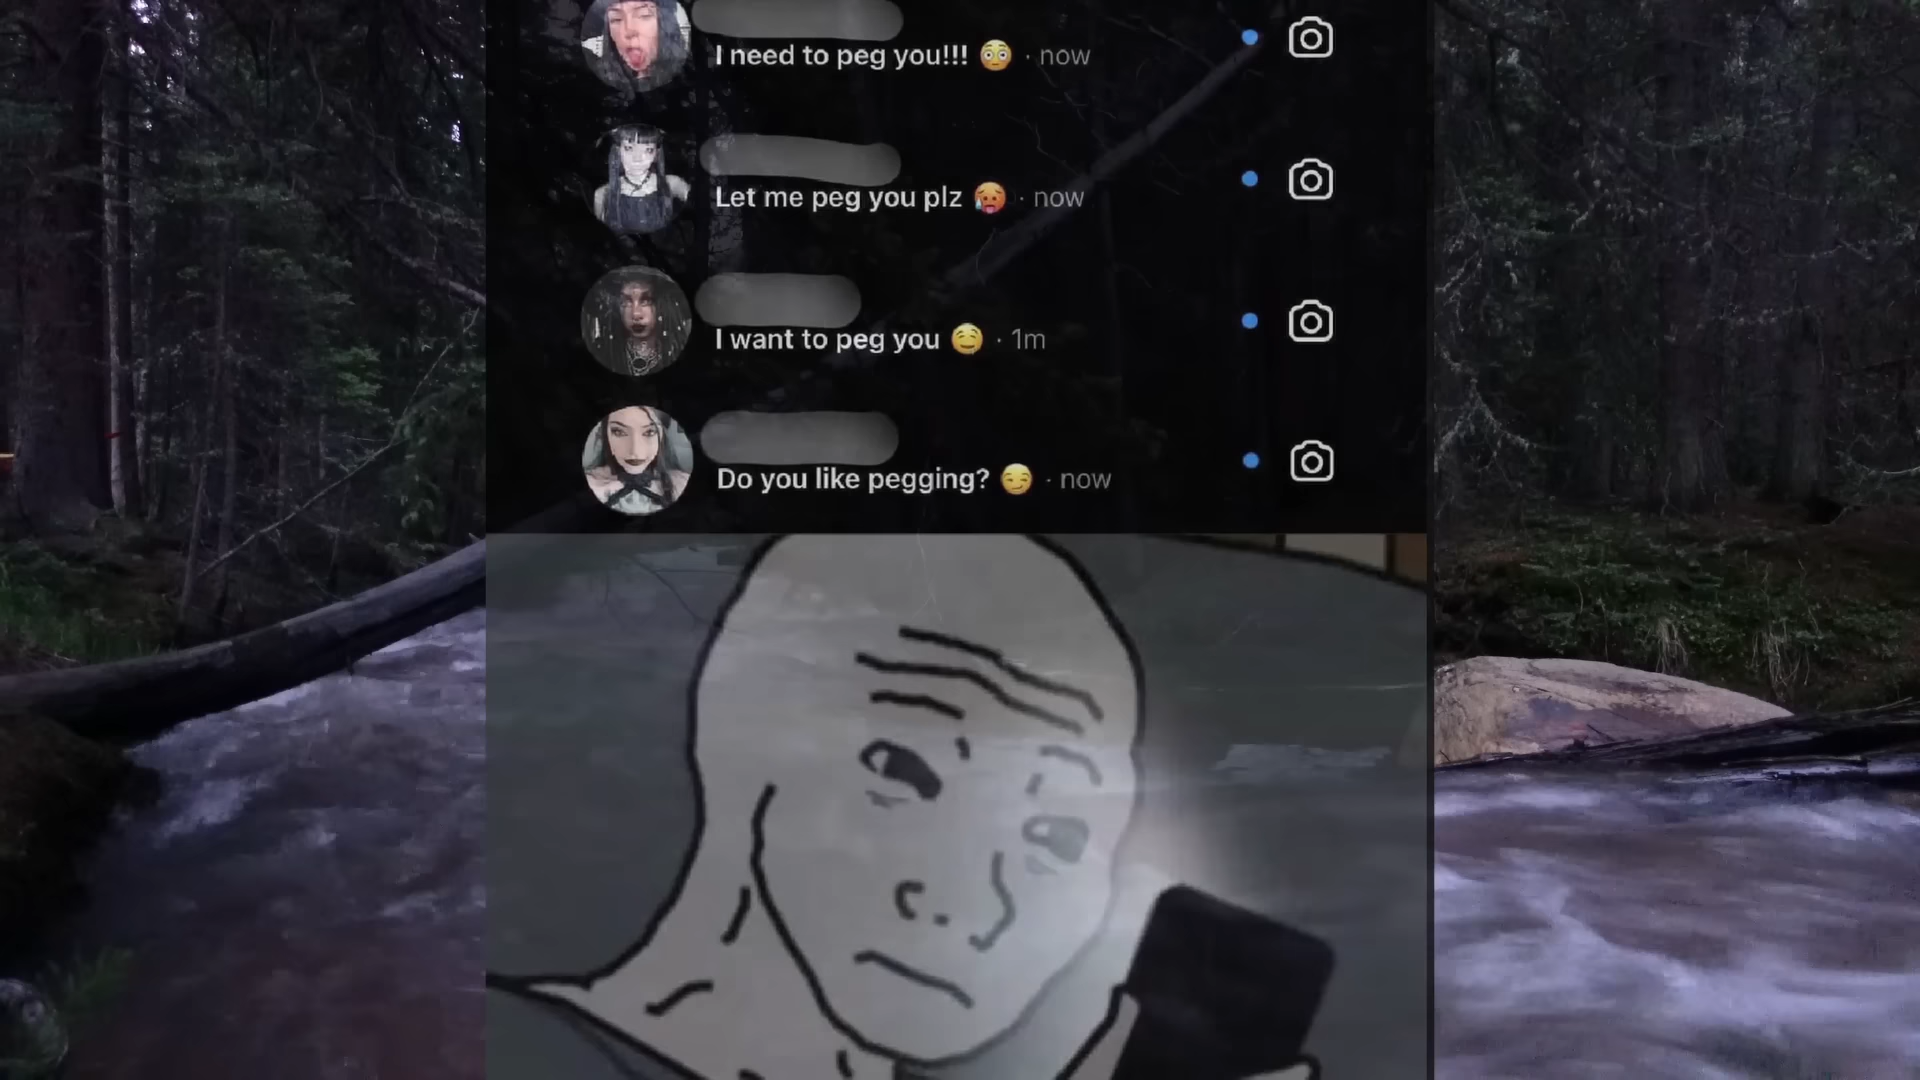 I need to peg you!!! 😳 · now
Let me peg you plz 🥵 · now
I want to peg you 🤤 · 1m
Do you like pegging? 😏 · now